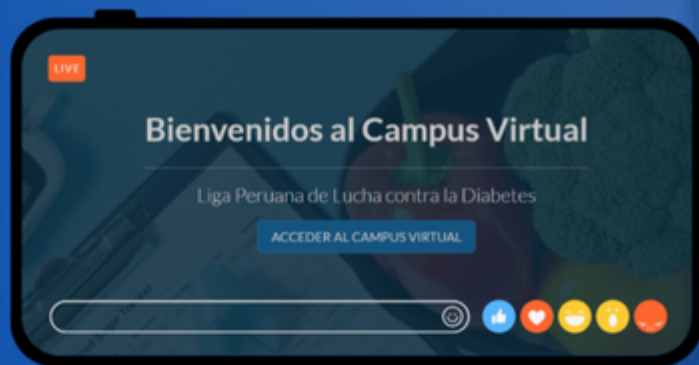 LIVE
Bienvenidos al Campus Virtual
Liga Peruana de Lucha contra la Diabetes
ACCEDER AL CAMPUS VIRTUAL